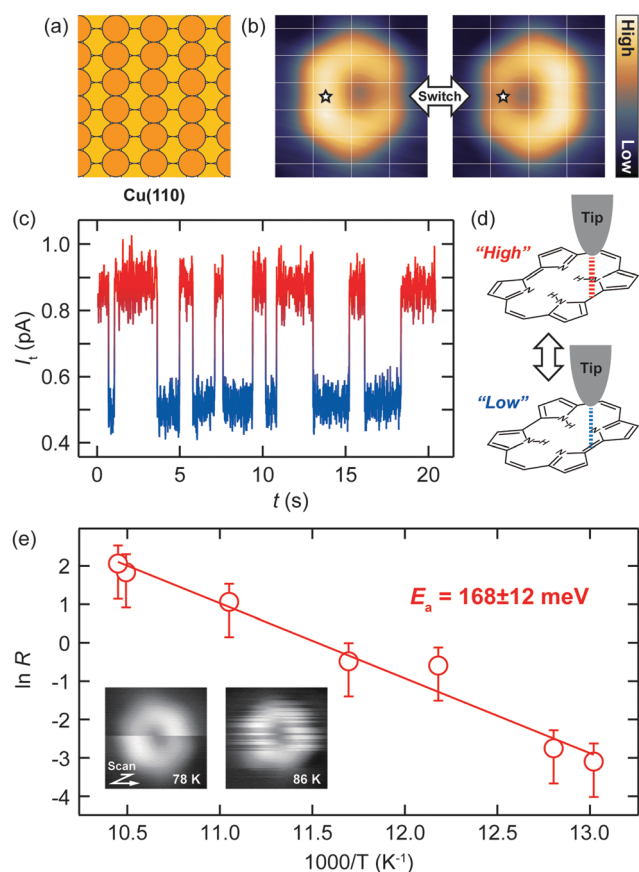 (a)
Cu(110)
(b)
Switch
High
Low
(c)
1.0
0.8
0.6
0.4
Iₜ (pA)
0
5
10
15
20
t (s)
(d)
Tip
"High"
N
H-N
N
H-N
Tip
"Low"
N
N
H
N-H
N
(e)
2
1
0
-1
-2
-3
-4
ln R
Eₐ = 168±12 meV
Scan
78 K
86 K
10.5
11.0
11.5
12.0
12.5
13.0
1000/T (K⁻¹)